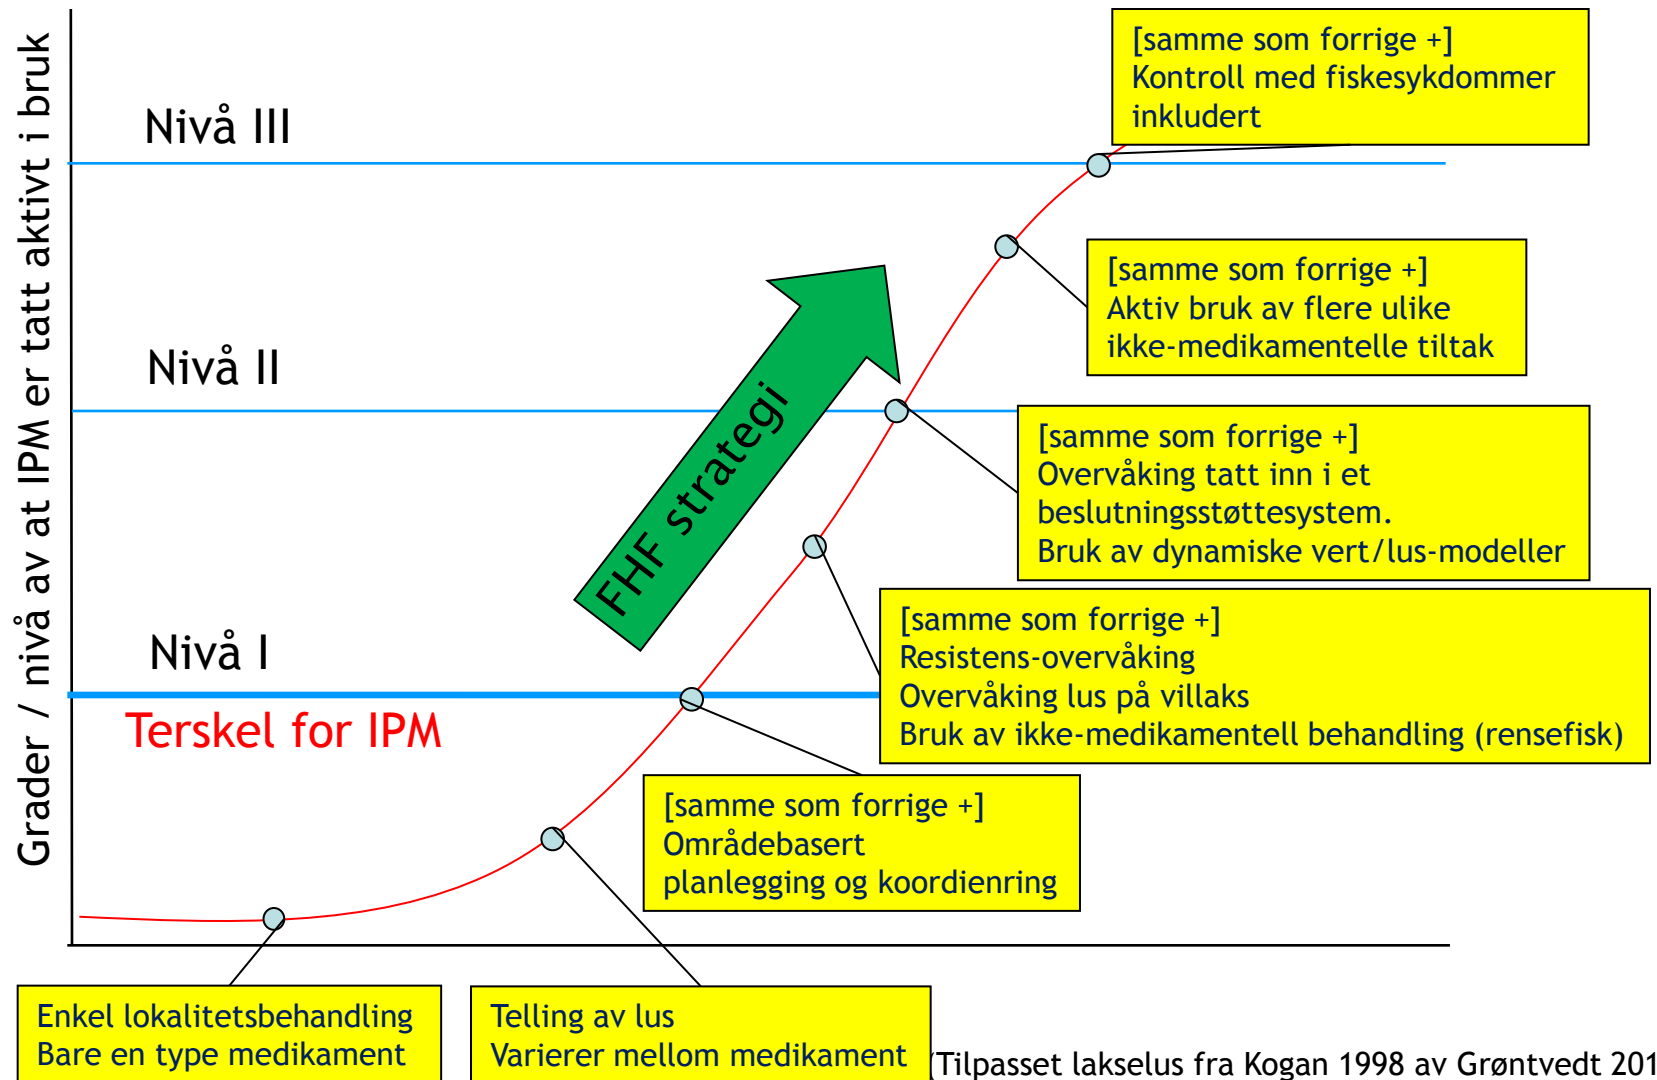 Grader / nivå av at IPM er tatt aktivt i bruk
[samme som forrige +]
Kontroll med fiskesykdommer
inkludert
Nivå III
[samme som forrige +]
Aktiv bruk av flere ulike
ikke-medikamentelle tiltak
Nivå II
FHF strategi
[samme som forrige +]
Overvåking tatt inn i et
beslutningsstøttesystem.
Bruk av dynamiske vert/lus-modeller
[samme som forrige +]
Resistens-overvåking
Overvåking lus på villaks
Bruk av ikke-medikamentell behandling (rensefisk)
Nivå I
Terskel for IPM
[samme som forrige +]
Områdebasert
planlegging og koordienring
Enkel lokalitetsbehandling
Bare en type medikament
Telling av lus
Varierer mellom medikament
(Tilpasset lakselus fra Kogan 1998 av Grøntvedt